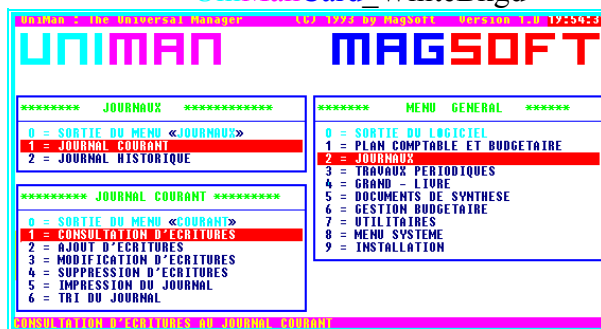 UniManCard_WhiteBkgd
UniMan : The Universal Manager (C) 1993 by MagSoft Version 1.0 19:54:3
UNIMAN MAGSOFT
******** JOURNAUX ************
0 = SORTIE DU MENU «JOURNAUX»
1 = JOURNAL COURANT
2 = JOURNAL HISTORIQUE
********* JOURNAL COURANT *********
0 = SORTIE DU MENU «COURANT»
1 = CONSULTATION D'ECRITURES
2 = AJOUT D'ECRITURES
3 = MODIFICATION D'ECRITURES
4 = SUPPRESSION D'ECRITURES
5 = IMPRESSION DU JOURNAL
6 = TRI DU JOURNAL
******* MENU GENERAL ******
0 = SORTIE DU LOGICIEL
1 = PLAN COMPTABLE ET BUDGETAIRE
2 = JOURNAUX
3 = TRAVAUX PERIODIQUES
4 = GRAND - LIVRE
5 = DOCUMENTS DE SYNTHESE
6 = GESTION BUDGETAIRE
7 = UTILITAIRES
8 = MENU SYSTEME
9 = INSTALLATION
CONSULTATION D'ECRITURES AU JOURNAL COURANT